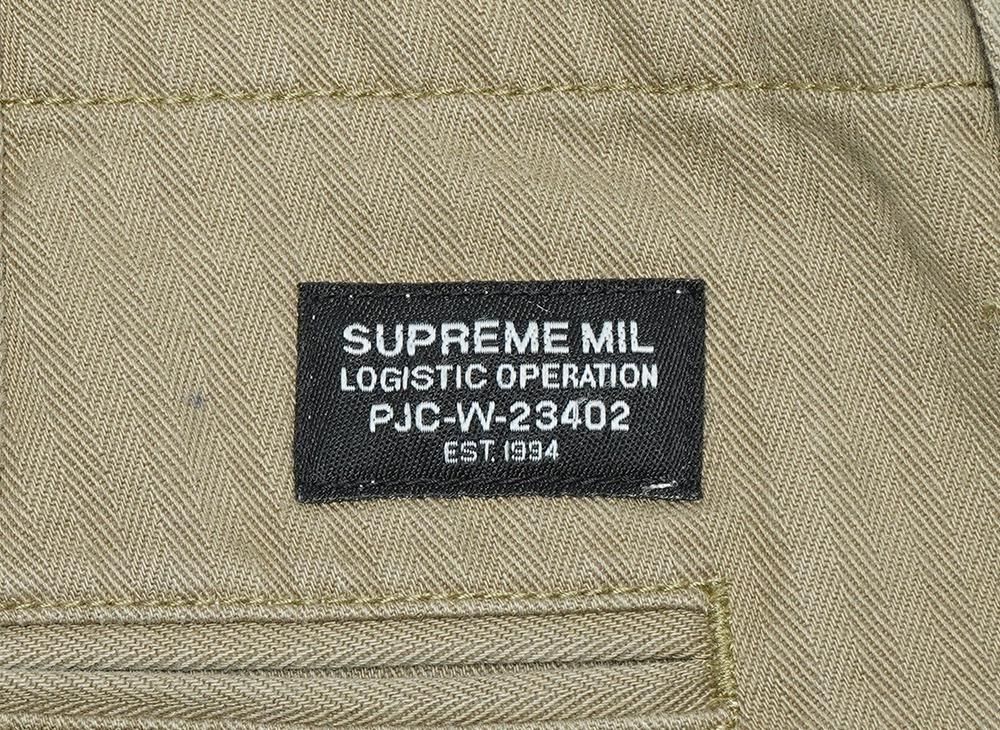 SUPREME MIL
LOGISTIC OPERATION
PJC-W-23402
EST. 1994